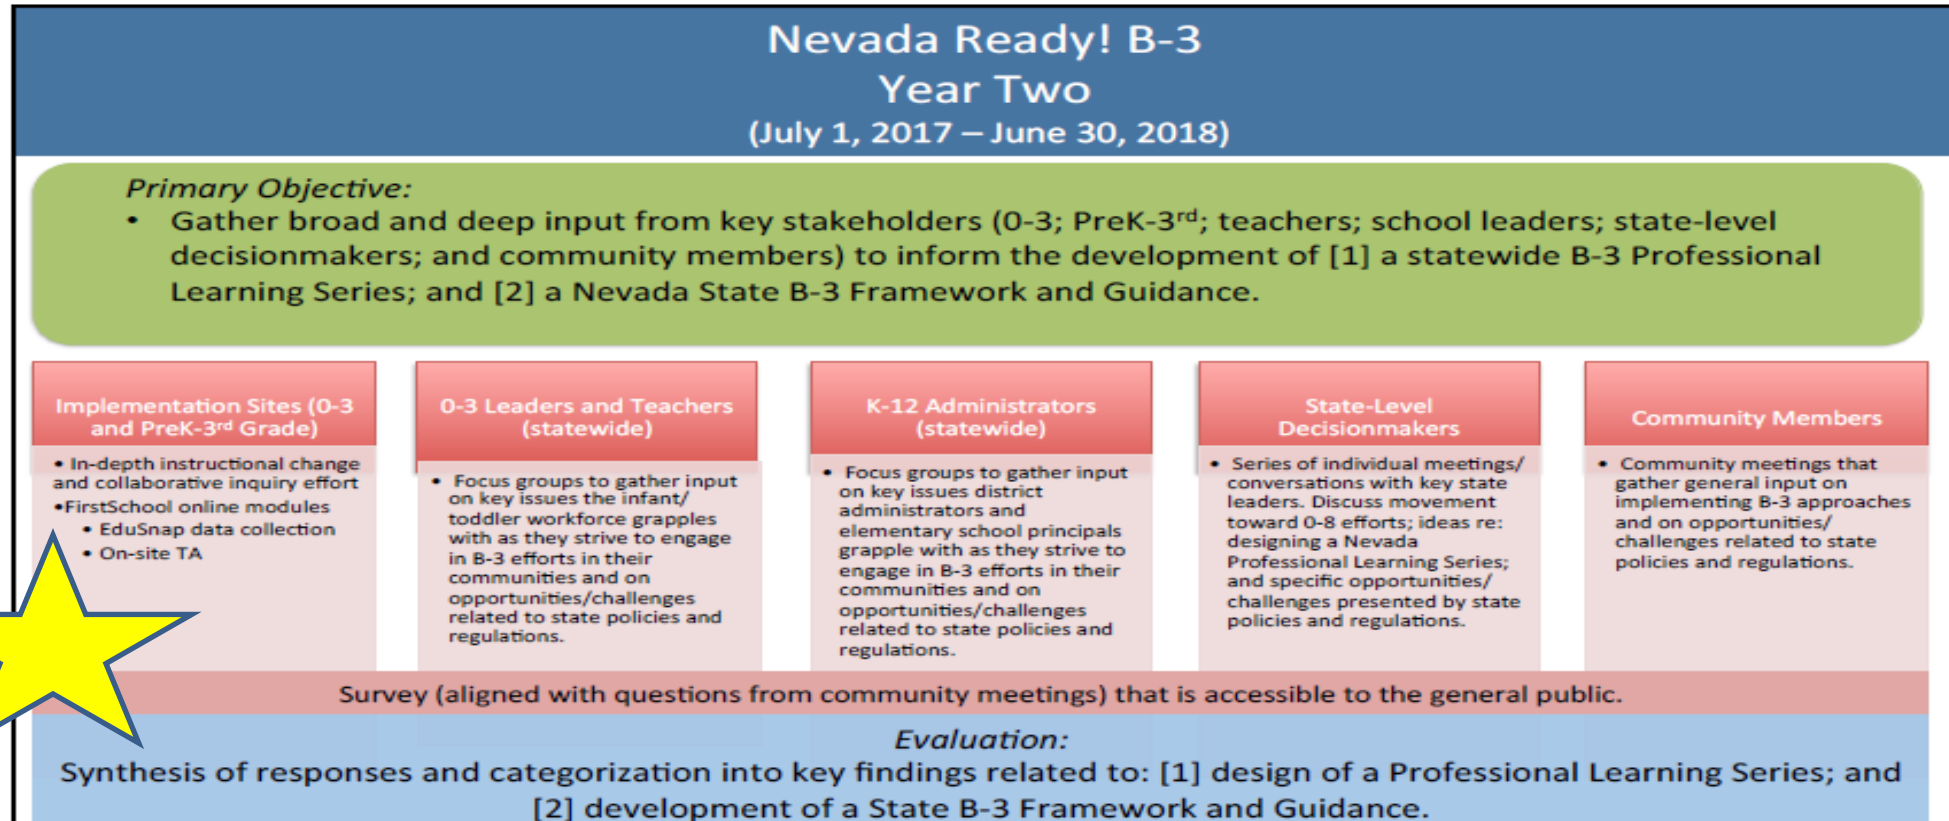 Nevada Ready! B-3
Year Two
(July 1, 2017 – June 30, 2018)
Primary Objective:
• Gather broad and deep input from key stakeholders (0-3; PreK-3rd; teachers; school leaders; state-level
decisionmakers; and community members) to inform the development of [1] a statewide B-3 Professional
Learning Series; and [2] a Nevada State B-3 Framework and Guidance.
Implementation Sites (0-3
and PreK-3rd Grade)
• In-depth instructional change
and collaborative inquiry effort
•FirstSchool online modules
• EduSnap data collection
• On-site TA
0-3 Leaders and Teachers
(statewide)
• Focus groups to gather input
on key issues the infant/
toddler workforce grapples
with as they strive to engage
in B-3 efforts in their
communities and on
opportunities/challenges
related to state policies and
regulations.
K-12 Administrators
(statewide)
• Focus groups to gather input
on key issues district
administrators and
elementary school principals
grapple with as they strive to
engage in B-3 efforts in their
communities and on
opportunities/challenges
related to state policies and
regulations.
State-Level
Decisionmakers
• Series of individual meetings/
conversations with key state
leaders. Discuss movement
toward 0-8 efforts; ideas re:
designing a Nevada
Professional Learning Series;
and specific opportunities/
challenges presented by state
policies and regulations.
Community Members
• Community meetings that
gather general input on
implementing B-3 approaches
and on opportunities/
challenges related to state
policies and regulations.
Survey (aligned with questions from community meetings) that is accessible to the general public.
Evaluation:
Synthesis of responses and categorization into key findings related to: [1] design of a Professional Learning Series; and
[2] development of a State B-3 Framework and Guidance.